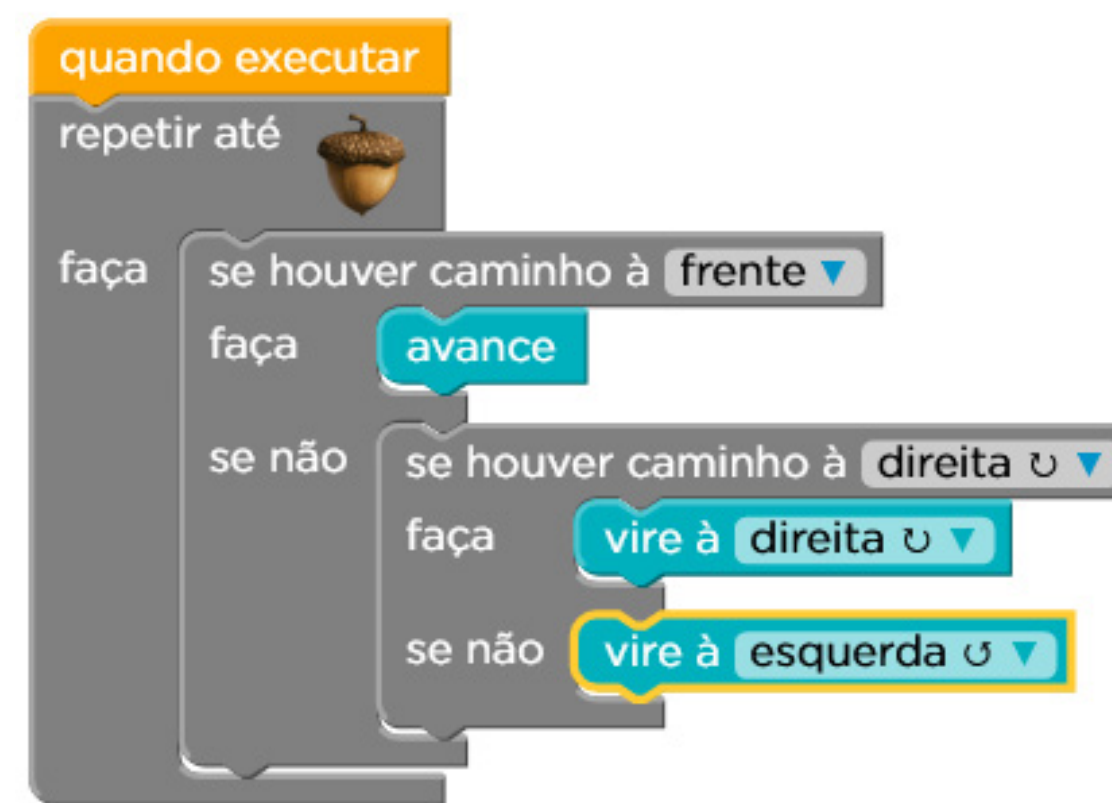 quando executar
repetir até
faça se houver caminho à frente ▼
faça avance
se não se houver caminho à direita ↻ ▼
faça vire à direita ↻ ▼
se não vire à esquerda ↺ ▼